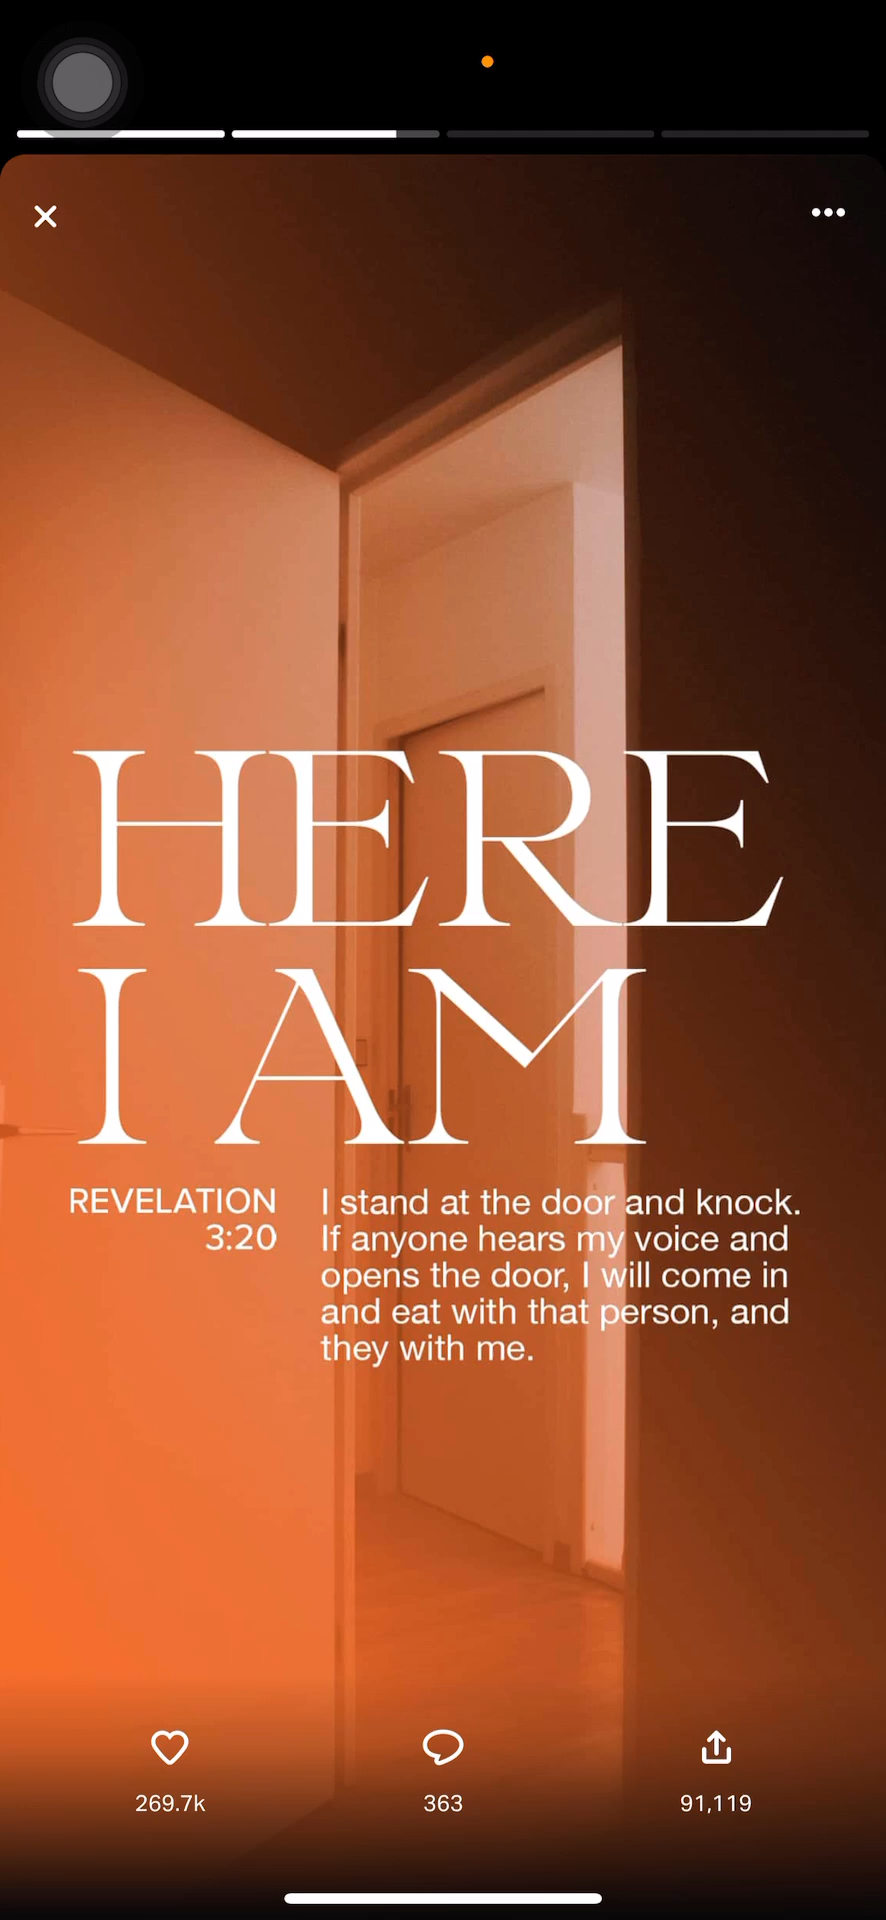 HERE
I AM
REVELATION
3:20
I stand at the door and knock.
If anyone hears my voice and
opens the door, I will come in
and eat with that person, and
they with me.
269.7k
363
91,119